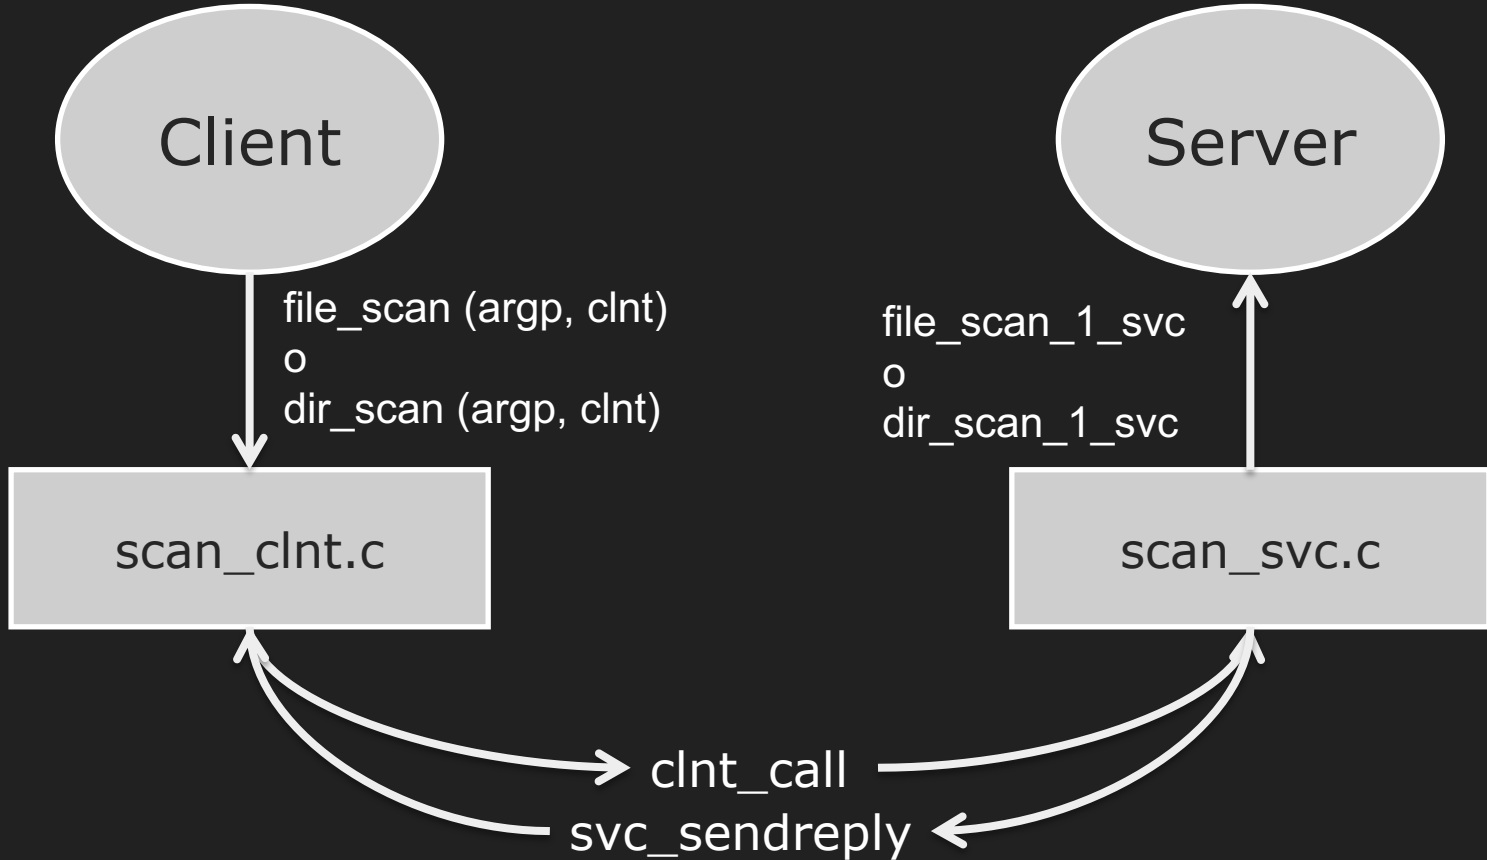 Client
Server
file_scan (argp, clnt)
o
dir_scan (argp, clnt)
file_scan_1_svc
o
dir_scan_1_svc
scan_clnt.c
scan_svc.c
clnt_call
svc_sendreply